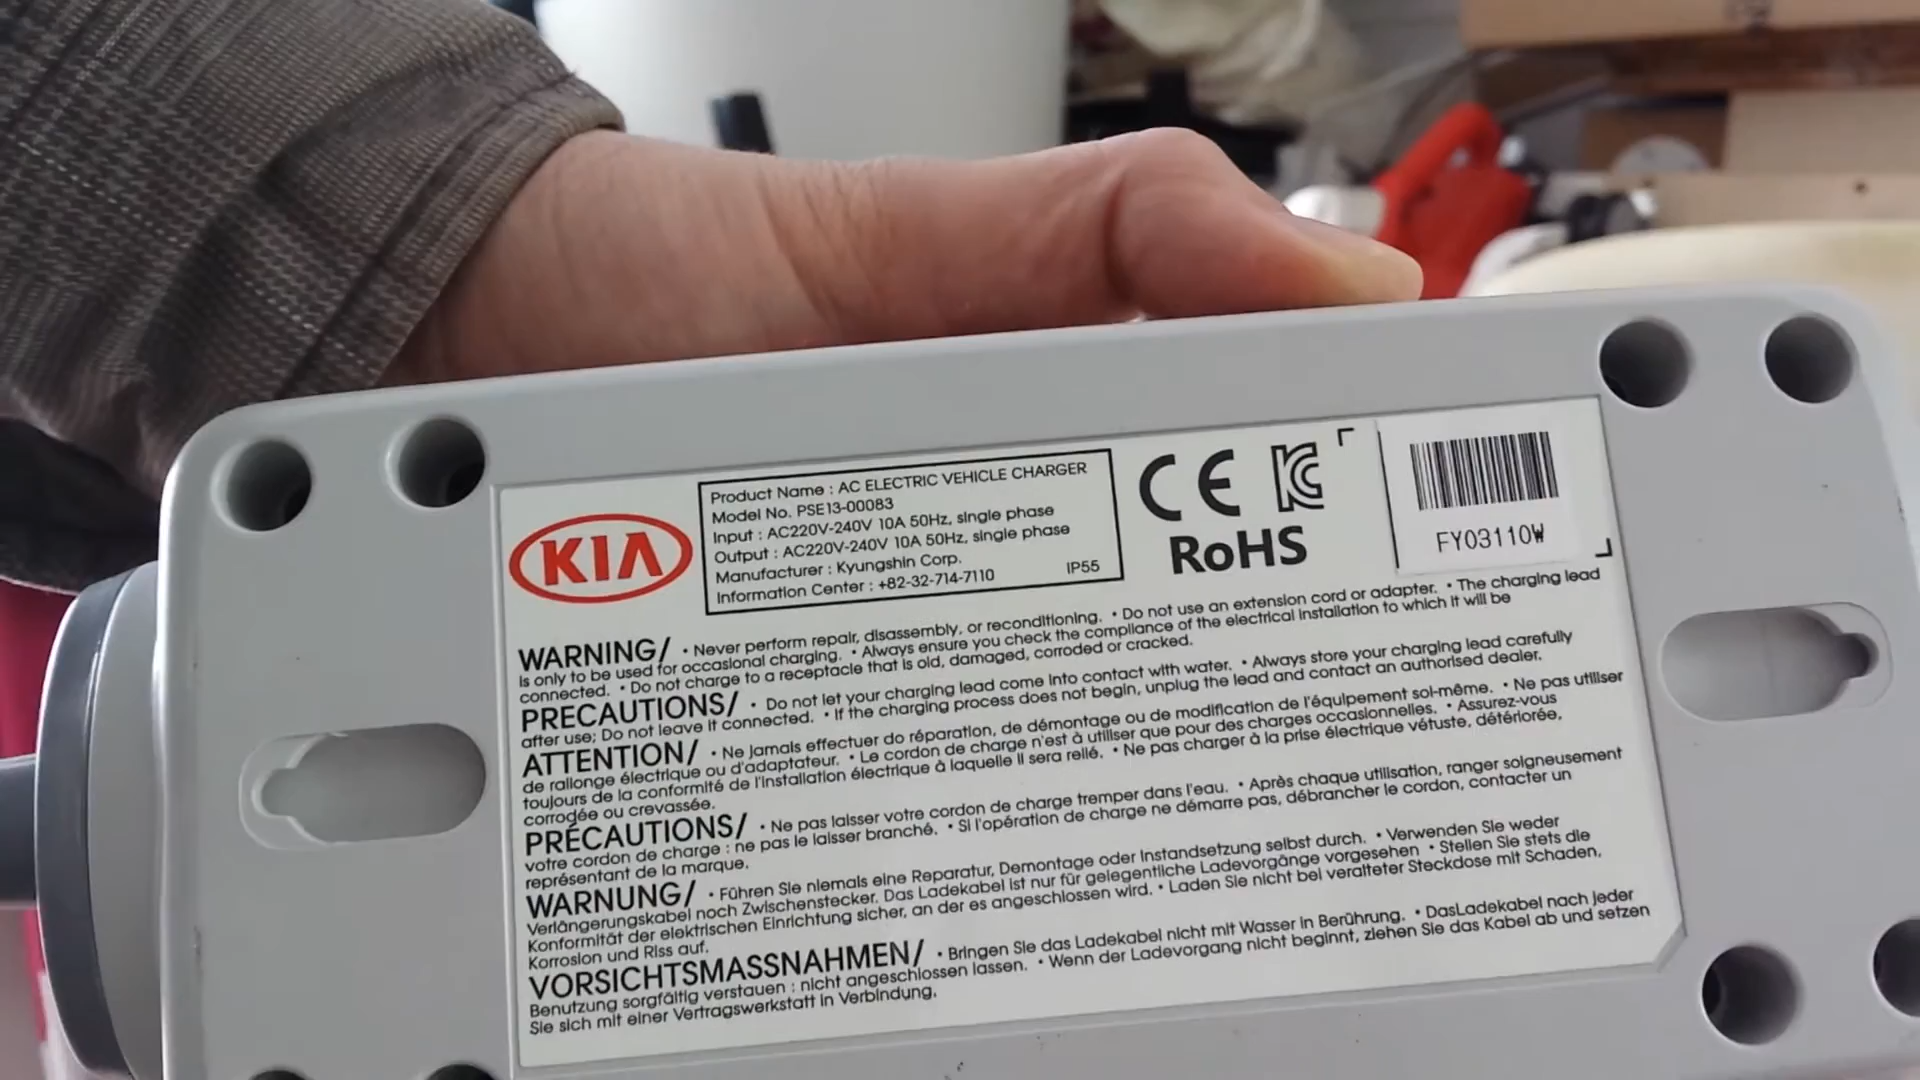 KIA
Product Name : AC ELECTRIC VEHICLE CHARGER
Model No. PSE13-00083
Input : AC220V-240V 10A 50Hz, single phase
Output : AC220V-240V 10A 50Hz, single phase
Manufacturer : Kyungshin Corp.
Information Center : +82-32-714-7110 IP55
CE
RoHS
FY03110W
WARNING/ • Never perform repair, disassembly, or reconditioning. • Do not use an extension cord or adapter. • The charging lead
is only to be used for occasional charging. • Always ensure you check the compliance of the electrical installation to which it will be
connected. • Do not charge to a receptacle that is old, damaged, corroded or cracked.
PRECAUTIONS/ • Do not let your charging lead come into contact with water. • Always store your charging lead carefully
after use; Do not leave it connected. • If the charging process does not begin, unplug the lead and contact an authorised dealer.
ATTENTION/ • Ne jamais effectuer do réparation, de démontage ou de modification de l'équipement soi-même. • Ne pas utiliser
de rallonge électrique ou d'adaptateur. • Le cordon de charge n'est à utiliser que pour des charges occasionnelles. • Assurez-vous
toujours de la conformité de l'installation électrique à laquelle il sera rellé. • Ne pas charger à la prise électrique vétuste, détériorée,
corrodée ou crevassée.
PRÉCAUTIONS/ • Ne pas laisser votre cordon de charge tremper dans l'eau. • Après chaque utilisation, ranger soigneusement
votre cordon de charge : ne pas le laisser branché. • Si l'opération de charge ne démarre pas, débrancher le cordon, contacter un
représentant de la marque.
WARNUNG/ • Führen Sie niemals eine Reparatur, Demontage oder Instandsetzung selbst durch. • Verwenden Sie weder
Verlängerungskabel noch Zwischenstecker. Das Ladekabel ist nur für gelegentliche Ladevorgänge vorgesehen • Stellen Sie stets die
Konformität der elektrischen Einrichtung sicher, an der es angeschlossen wird. • Laden Sie nicht bei veralteter Steckdose mit Schaden,
Korrosion und Riss auf.
VORSICHTSMASSNAHMEN/ • Bringen Sie das Ladekabel nicht mit Wasser in Berührung. • DasLadekabel nach jeder
Benutzung sorgfältig verstauen : nicht angeschlossen lassen. • Wenn der Ladevorgang nicht beginnt, ziehen Sie das Kabel ab und setzen
Sie sich mit einer Vertragswerkstatt in Verbindung.